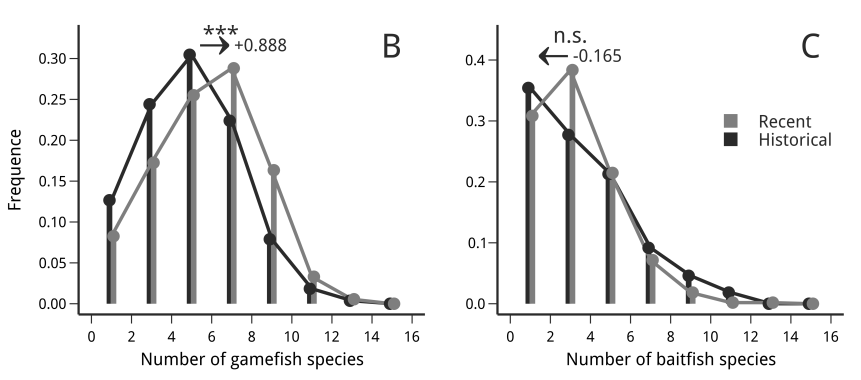 ***
+0.888
B
0.30
0.25
0.20
0.15
0.10
0.05
0.00
Frequence
0 2 4 6 8 10 12 14 16
Number of gamefish species
n.s.
-0.165
C
0.4
0.3
0.2
0.1
0.0
Recent
Historical
0 2 4 6 8 10 12 14 16
Number of baitfish species